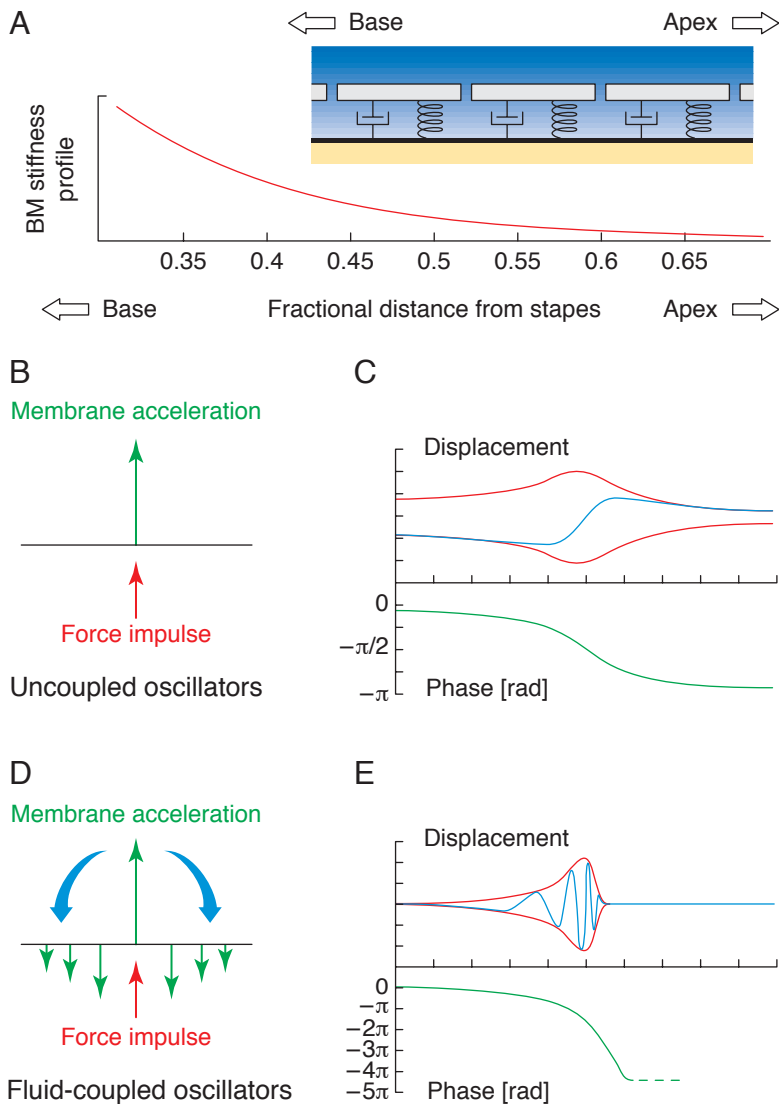 A
Base
Apex
BM stiffness
profile
0.35
0.4
0.45
0.5
0.55
0.6
0.65
Base
Fractional distance from stapes
Apex
B
Membrane acceleration
Force impulse
Uncoupled oscillators
C
Displacement
0
−π/2
−π
Phase [rad]
D
Membrane acceleration
Force impulse
Fluid-coupled oscillators
E
Displacement
0
−π
−2π
−3π
−4π
−5π
Phase [rad]